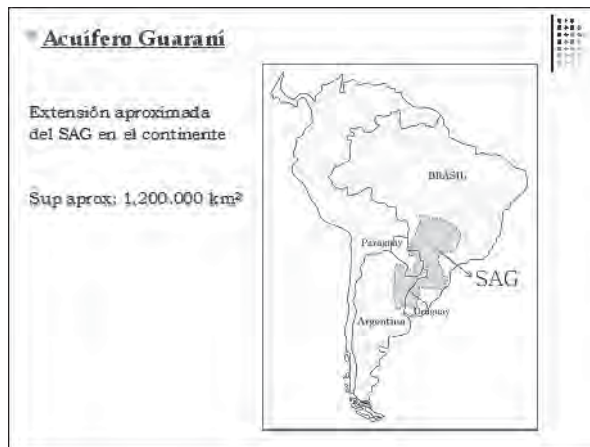 Acuífero Guaraní
Extensión aproximada
del SAG en el continente
Sup aprox: 1,200.000 km²
BRASIL
Paraguay
SAG
Uruguay
Argentina